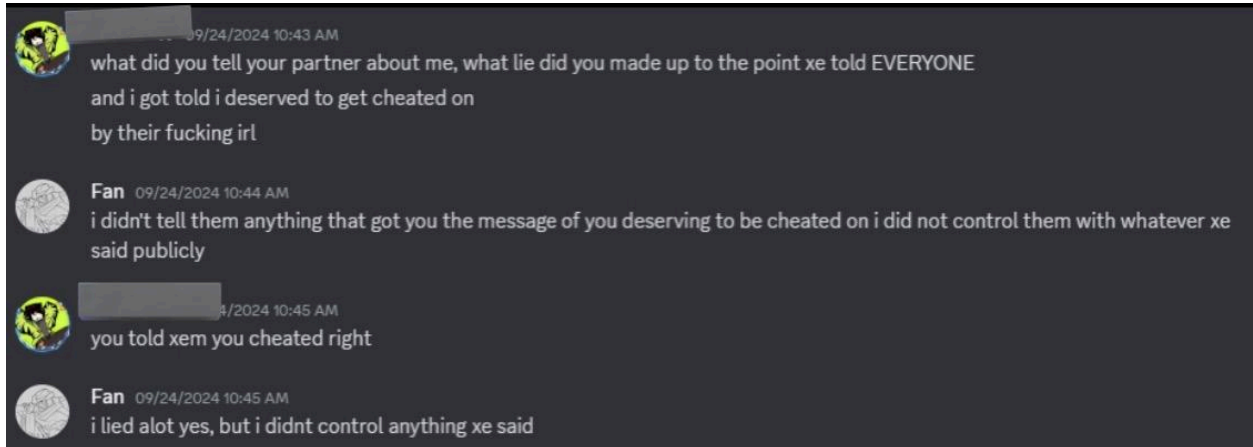 9/24/2024 10:43 AM
what did you tell your partner about me, what lie did you made up to the point xe told EVERYONE
and i got told i deserved to get cheated on
by their fucking irl
Fan 09/24/2024 10:44 AM
i didn't tell them anything that got you the message of you deserving to be cheated on i did not control them with whatever xe
said publicly
4/2024 10:45 AM
you told xem you cheated right
Fan 09/24/2024 10:45 AM
i lied alot yes, but i didnt control anything xe said